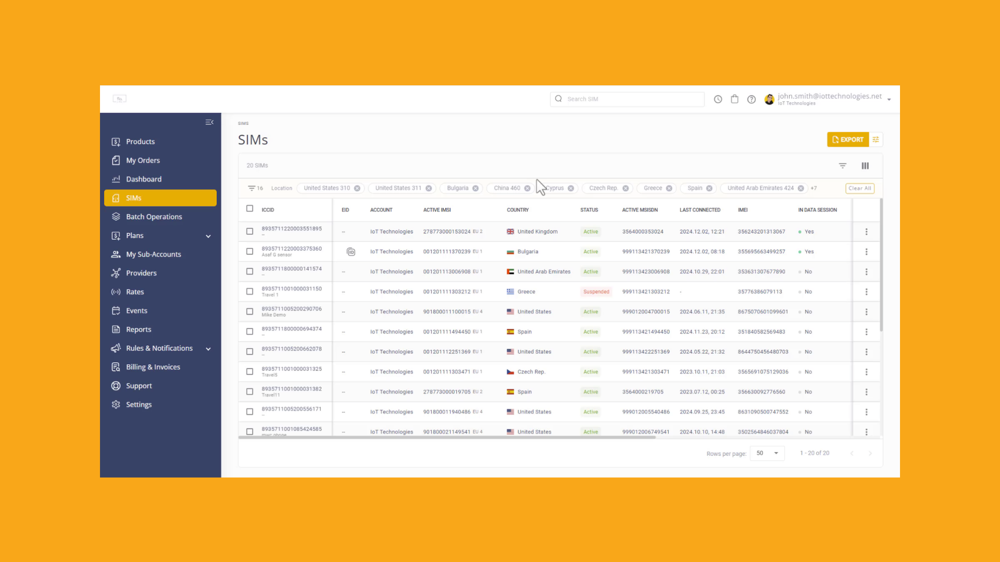 Search SIM
john.smith@iottechnologies.net
IoT Technologies
Products
My Orders
Dashboard
SIMs
Batch Operations
Plans
My Sub-Accounts
Providers
Rates
Events
Reports
Rules & Notifications
Billing & Invoices
Support
Settings
SIMS
SIMs
EXPORT
20 SIMs
16 Location United States 310 United States 311 Bulgaria China 460 Cyprus Czech Rep. Greece Spain United Arab Emirates 424 +7 Clear All
ICCID EID ACCOUNT ACTIVE IMSI COUNTRY STATUS ACTIVE MSISDN LAST CONNECTED IMEI IN DATA SESSION
8935711220003551895 -- IoT Technologies 278773000153024 EU 2 United Kingdom Active 3564000353024 2024.12.02, 12:21 356243201313067 Yes
--
8935711220003375360 ID IoT Technologies 001201111370239 EU 1 Bulgaria Active 999113421370239 2024.12.02, 08:18 355695663499257 Yes
Asaf G sensor
8935711800000141574 -- IoT Technologies 001201113006908 EU 1 United Arab Emirates Active 999113423006908 2024.10.29, 22:01 353631307677890 No
--
8935711001000031150 -- IoT Technologies 001201111303212 EU 1 Greece Suspended 999113421303212 - 35776386079113 No
Travel 1
8935711005200290706 -- IoT Technologies 901800011100015 EU 4 United States Active 999012004700015 2024.06.11, 21:35 8675070601099601 No
Mike Demo
8935711800000694374 -- IoT Technologies 001201111494450 EU 1 Spain Active 999113421494450 2024.11.23, 20:12 351840582569483 No
--
8935711005200662078 -- IoT Technologies 001201112251369 EU 1 United States Active 999113422251369 2024.05.22, 21:32 8644750456480703 No
--
8935711001000031325 -- IoT Technologies 001201111303471 EU 1 Czech Rep. Active 999113421303471 2023.10.11, 21:03 3565691075129036 No
Travel5
8935711001000031382 -- IoT Technologies 278773000019705 EU 2 Spain Active 3564000219705 2023.07.12, 00:25 356630092776560 No
Travel11
8935711005200556171 -- IoT Technologies 901800011940486 EU 4 United States Active 999012005540486 2024.09.25, 23:45 8631090500747552 No
--
8935711001085424585 -- IoT Technologies 901800021149541 EU 4 United States Active 999012006749541 2024.10.10, 14:48 3502564846037804 No
mwc phone
Rows per page: 50 1 - 20 of 20